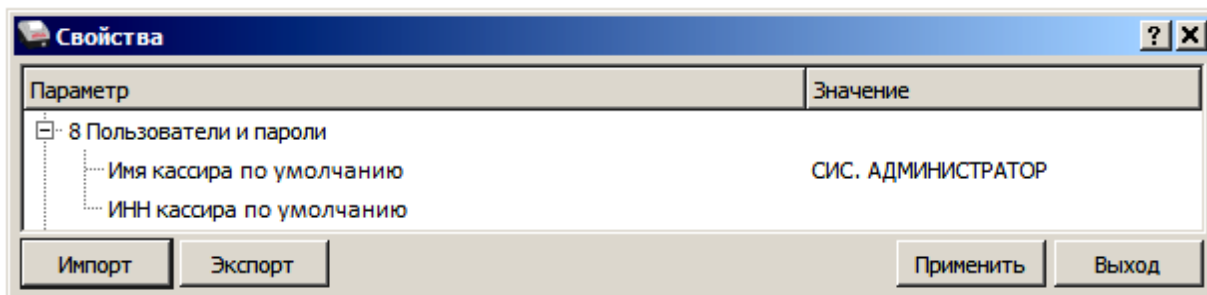 Свойства
Параметр Значение
8 Пользователи и пароли
Имя кассира по умолчанию СИС. АДМИНИСТРАТОР
ИНН кассира по умолчанию
Импорт Экспорт Применить Выход